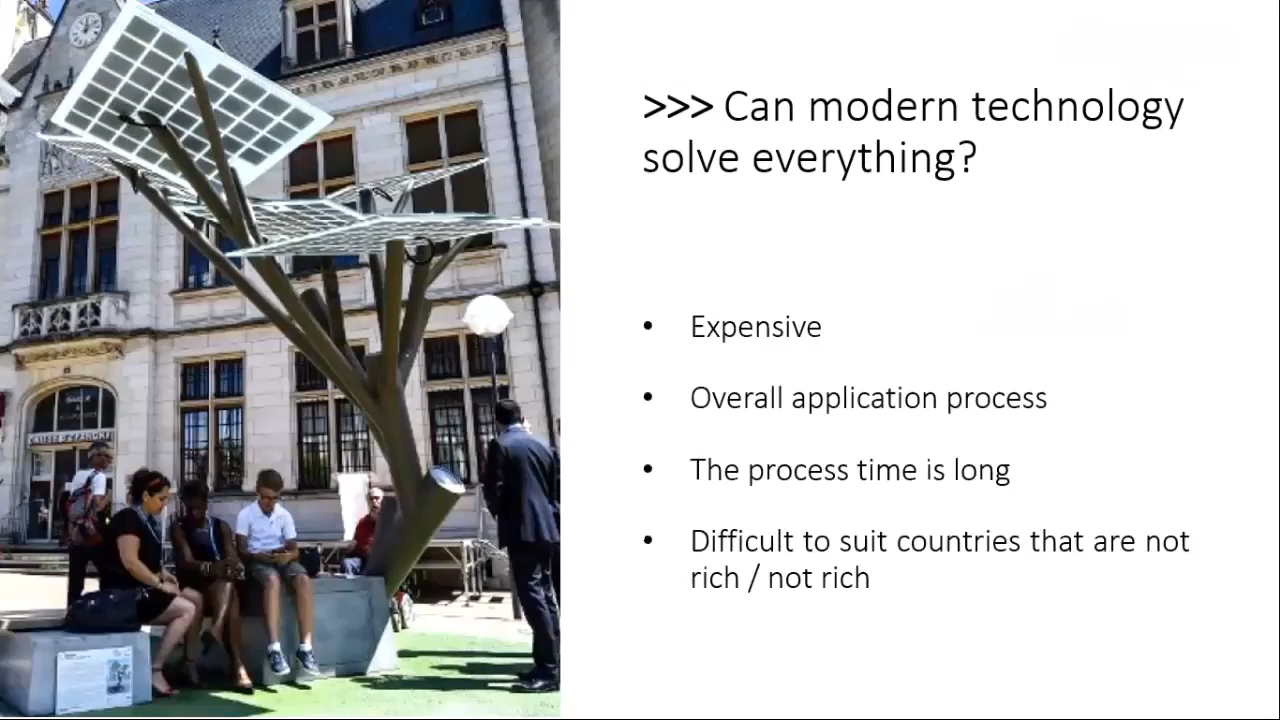 >>> Can modern technology
solve everything?
• Expensive
• Overall application process
• The process time is long
• Difficult to suit countries that are not
rich / not rich